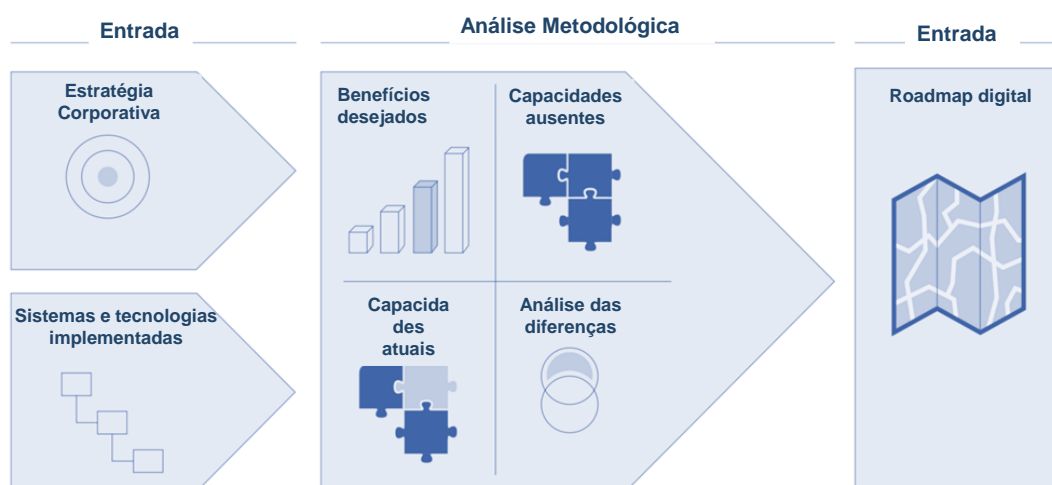 Entrada
Estratégia
Corporativa
Sistemas e tecnologias
implementadas
Análise Metodológica
Benefícios
desejados
Capacidades
ausentes
Capacida
des
atuais
Análise das
diferenças
Entrada
Roadmap digital